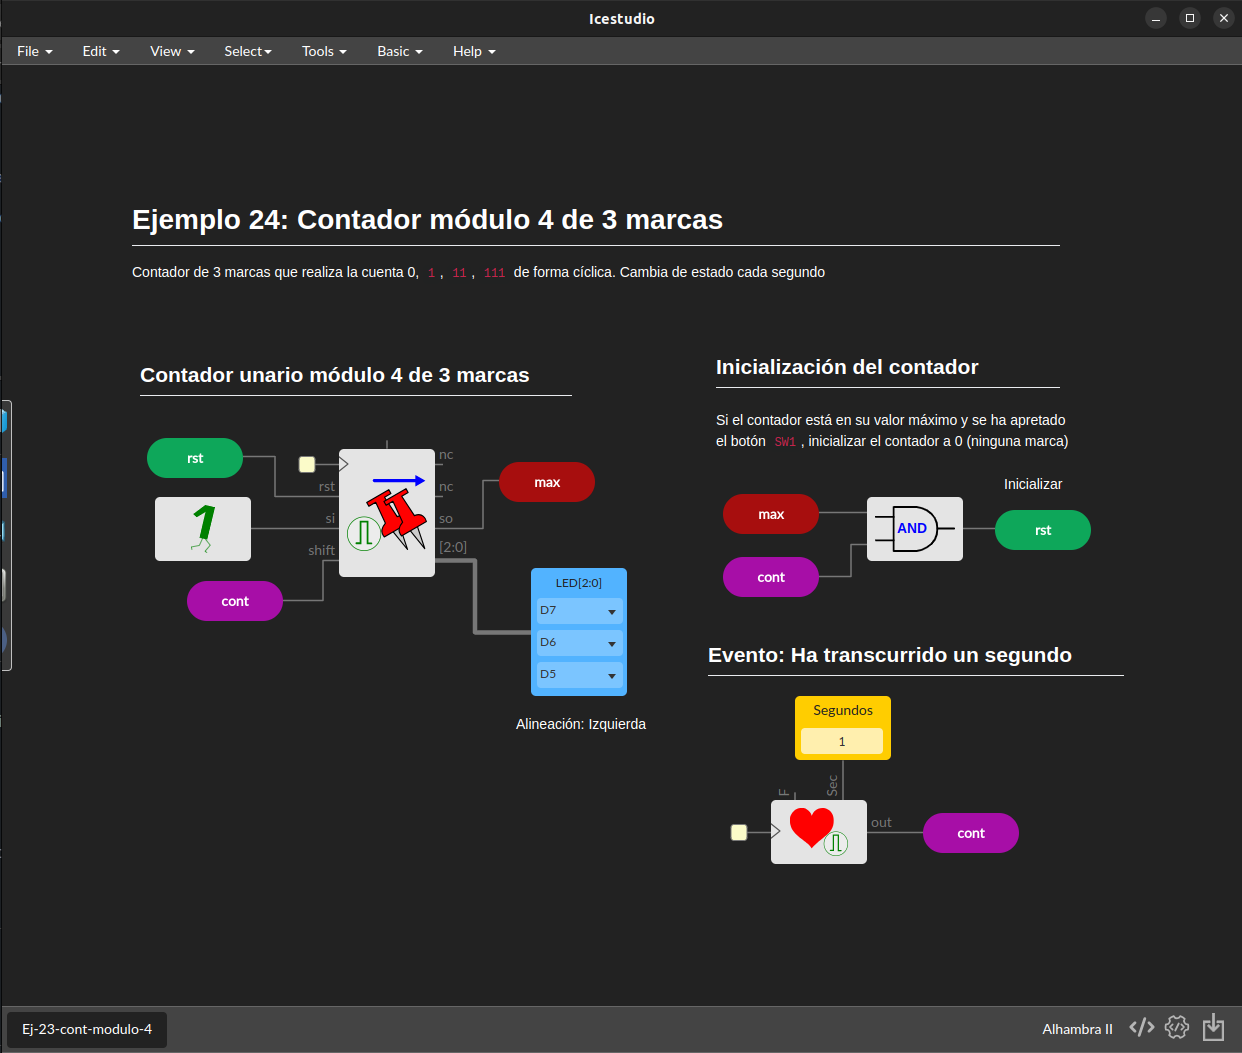 Icestudio
File Edit View Select Tools Basic Help
Ejemplo 24: Contador módulo 4 de 3 marcas
Contador de 3 marcas que realiza la cuenta 0, 1 , 11 , 111 de forma cíclica. Cambia de estado cada segundo
Contador unario módulo 4 de 3 marcas
rst
nc
rst
nc
si
so
shift
[2:0]
1
cont
max
LED[2:0]
D7
D6
D5
Alineación: Izquierda
Inicialización del contador
Si el contador está en su valor máximo y se ha apretado
el botón SW1 , inicializar el contador a 0 (ninguna marca)
Inicializar
max
AND
rst
cont
Evento: Ha transcurrido un segundo
Segundos
1
F
Sec
out
cont
Ej-23-cont-modulo-4
Alhambra II